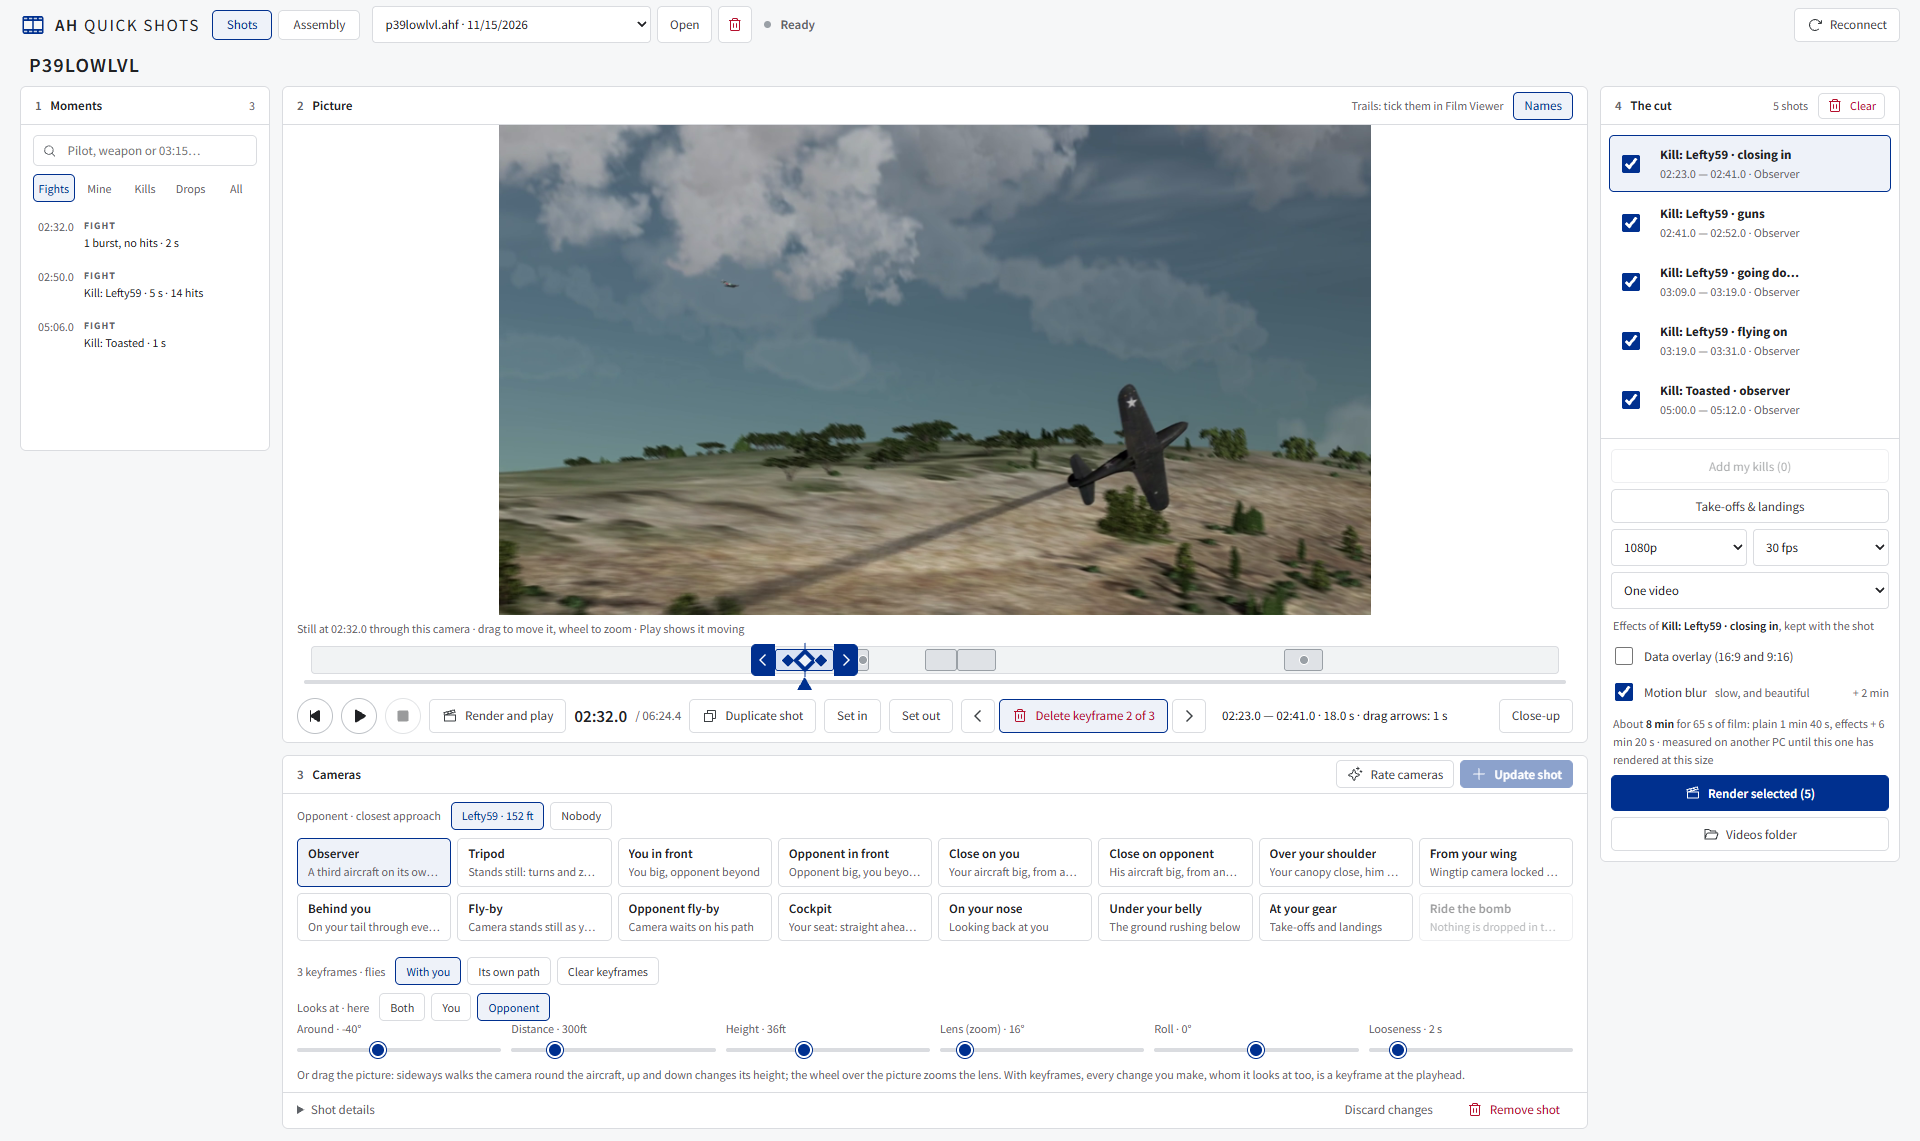 AH QUICK SHOTS
Shots
Assembly
p39lowlvl.ahf · 11/15/2026
Open
Ready
Reconnect
P39LOWLVL
1 Moments 3
Pilot, weapon or 03:15…
Fights Mine Kills Drops All
02:32.0 FIGHT
1 burst, no hits · 2 s
02:50.0 FIGHT
Kill: Lefty59 · 5 s · 14 hits
05:06.0 FIGHT
Kill: Toasted · 1 s
2 Picture
Trails: tick them in Film Viewer
Names
Still at 02:32.0 through this camera · drag to move it, wheel to zoom · Play shows it moving
Render and play
02:32.0 / 06:24.4
Duplicate shot
Set in
Set out
Delete keyframe 2 of 3
02:23.0 — 02:41.0 · 18.0 s · drag arrows: 1 s
Close-up
3 Cameras
Rate cameras
Update shot
Opponent · closest approach
Lefty59 · 152 ft
Nobody
Observer
A third aircraft on its ow…
Tripod
Stands still: turns and z…
You in front
You big, opponent beyond
Opponent in front
Opponent big, you beyo…
Close on you
Your aircraft big, from a…
Close on opponent
His aircraft big, from an…
Over your shoulder
Your canopy close, him …
From your wing
Wingtip camera locked …
Behind you
On your tail through eve…
Fly-by
Camera stands still as y…
Opponent fly-by
Camera waits on his path
Cockpit
Your seat: straight ahea…
On your nose
Looking back at you
Under your belly
The ground rushing below
At your gear
Take-offs and landings
Ride the bomb
Nothing is dropped in t…
3 keyframes · flies
With you
Its own path
Clear keyframes
Looks at · here
Both
You
Opponent
Around · -40°
Distance · 300ft
Height · 36ft
Lens (zoom) · 16°
Roll · 0°
Looseness · 2 s
Or drag the picture: sideways walks the camera round the aircraft, up and down changes its height; the wheel over the picture zooms the lens. With keyframes, every change you make, whom it looks at too, is a keyframe at the playhead.
Shot details
Discard changes
Remove shot
4 The cut
5 shots
Clear
Kill: Lefty59 · closing in
02:23.0 — 02:41.0 · Observer
Kill: Lefty59 · guns
02:41.0 — 02:52.0 · Observer
Kill: Lefty59 · going do…
03:09.0 — 03:19.0 · Observer
Kill: Lefty59 · flying on
03:19.0 — 03:31.0 · Observer
Kill: Toasted · observer
05:00.0 — 05:12.0 · Observer
Add my kills (0)
Take-offs & landings
1080p
30 fps
One video
Effects of Kill: Lefty59 · closing in, kept with the shot
Data overlay (16:9 and 9:16)
Motion blur slow, and beautiful + 2 min
About 8 min for 65 s of film: plain 1 min 40 s, effects + 6
min 20 s · measured on another PC until this one has
rendered at this size
Render selected (5)
Videos folder